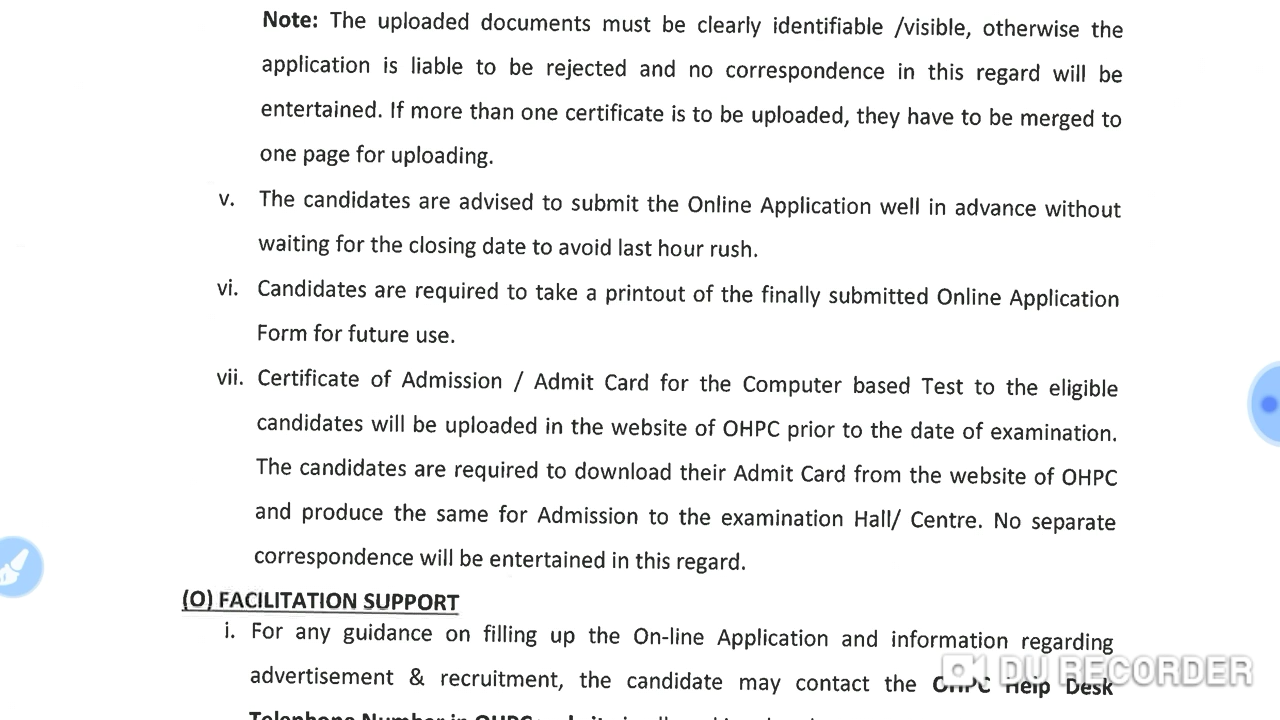 Note: The uploaded documents must be clearly identifiable /visible, otherwise the
application is liable to be rejected and no correspondence in this regard will be
entertained. If more than one certificate is to be uploaded, they have to be merged to
one page for uploading.
v. The candidates are advised to submit the Online Application well in advance without
waiting for the closing date to avoid last hour rush.
vi. Candidates are required to take a printout of the finally submitted Online Application
Form for future use.
vii. Certificate of Admission / Admit Card for the Computer based Test to the eligible
candidates will be uploaded in the website of OHPC prior to the date of examination.
The candidates are required to download their Admit Card from the website of OHPC
and produce the same for Admission to the examination Hall/ Centre. No separate
correspondence will be entertained in this regard.
(O) FACILITATION SUPPORT
i. For any guidance on filling up the On-line Application and information regarding
advertisement & recruitment, the candidate may contact the OHPC Help Desk
Telephone Number in OHPC
DU RECORDER